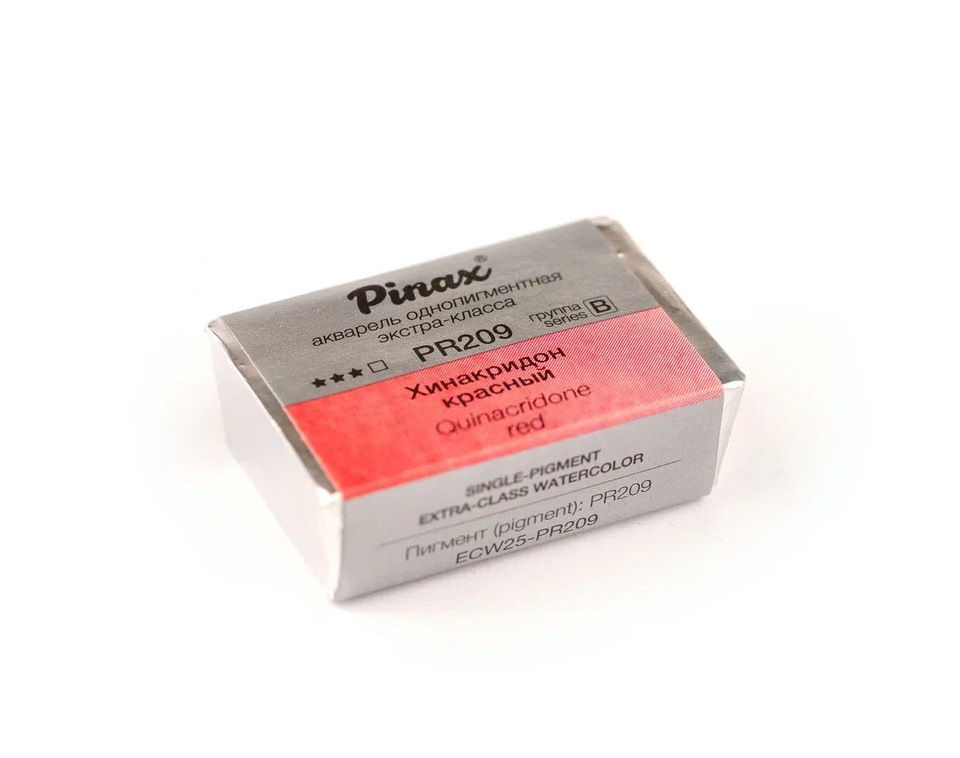 Pinax®
акварель однопигментная
экстра-класса
★★★☐ PR209 группа series B
Хинакридон
красный
Quinacridone
red
SINGLE-PIGMENT
EXTRA-CLASS WATERCOLOR
Пигмент (pigment): PR209
ECW25-PR209